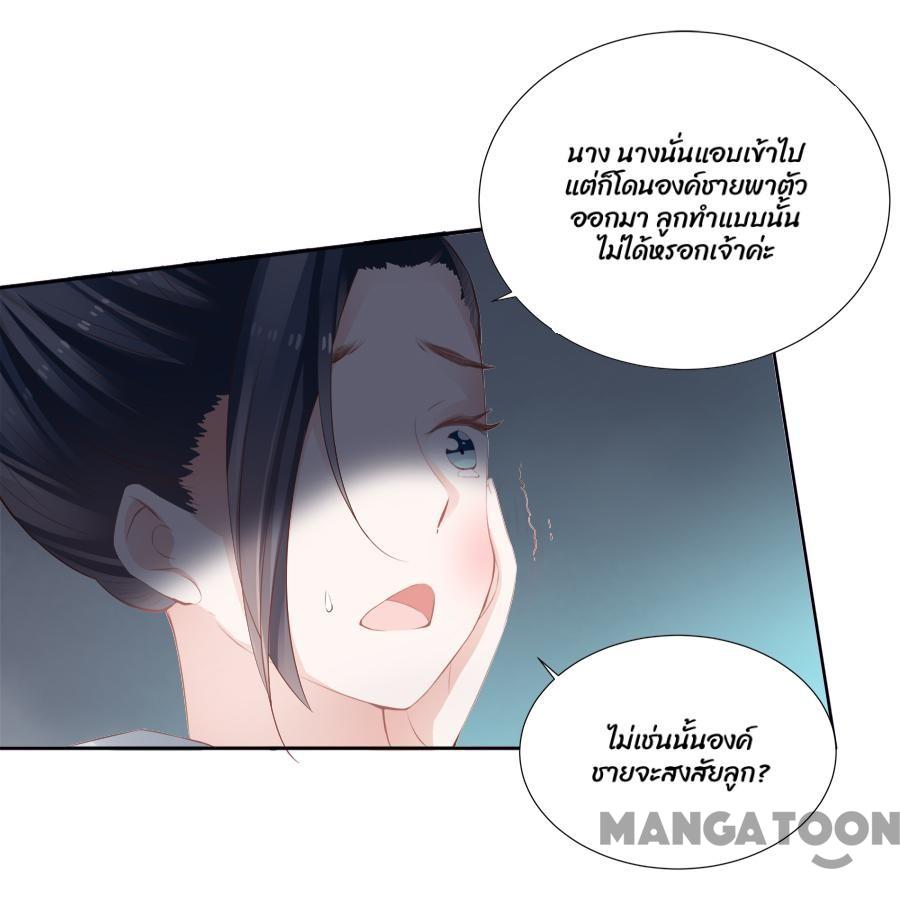 นาง นางนั่นแอบเข้าไป
แต่ก็โดนองค์ชายพาตัว
ออกมา ลูกทำแบบนั้น
ไม่ได้หรอกเจ้าค่ะ
ไม่เช่นนั้นองค์
ชายจะสงสัยลูก?
MANGATOON